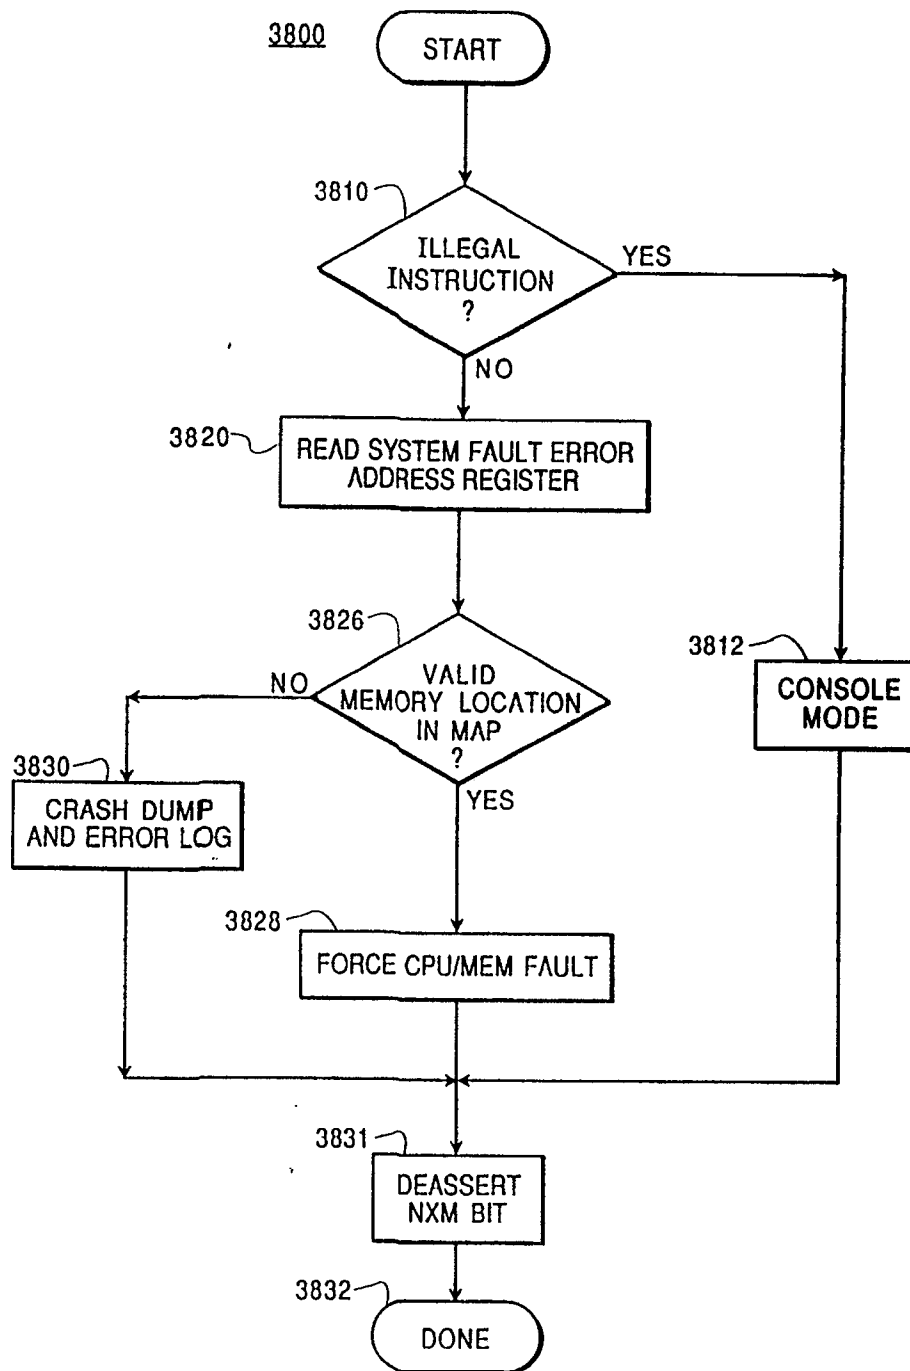 3800
START
3810
ILLEGAL
INSTRUCTION
?
YES
NO
3820
READ SYSTEM FAULT ERROR
ADDRESS REGISTER
3826
VALID
MEMORY LOCATION
IN MAP
?
NO
YES
3812
CONSOLE
MODE
3830
CRASH DUMP
AND ERROR LOG
3828
FORCE CPU/MEM FAULT
3831
DEASSERT
NXM BIT
3832
DONE